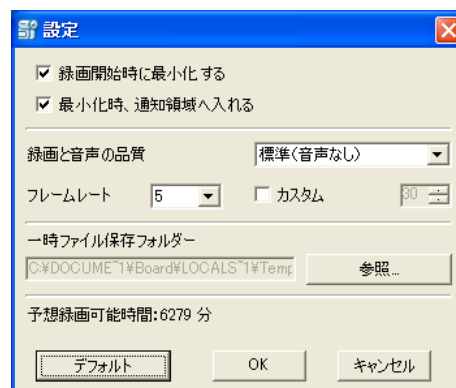 設定
録画開始時に最小化する
最小化時、通知領域へ入れる
録画と音声の品質 標準(音声なし)
フレームレート 5 カスタム 30
一時ファイル保存フォルダー
C:¥DOCUME~1¥Board¥LOCALS~1¥Temp 参照...
予想録画可能時間:6279 分
デフォルト OK キャンセル